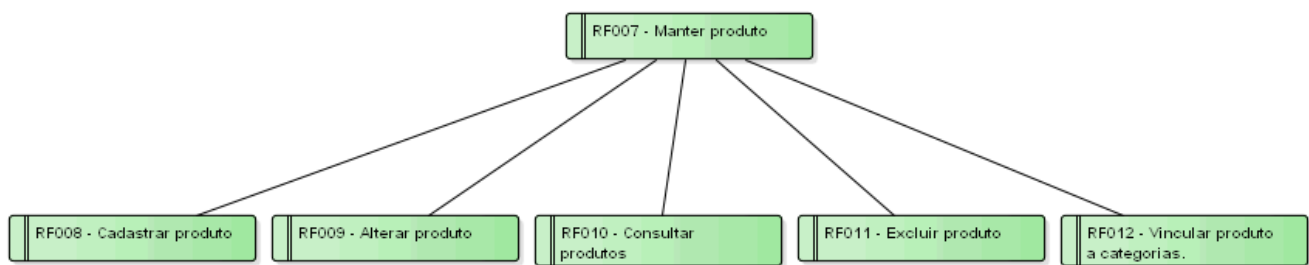 RF007 - Manter produto
RF008 - Cadastrar produto
RF009 - Alterar produto
RF010 - Consultar
produtos
RF011 - Excluir produto
RF012 - Vincular produto
a categorias.